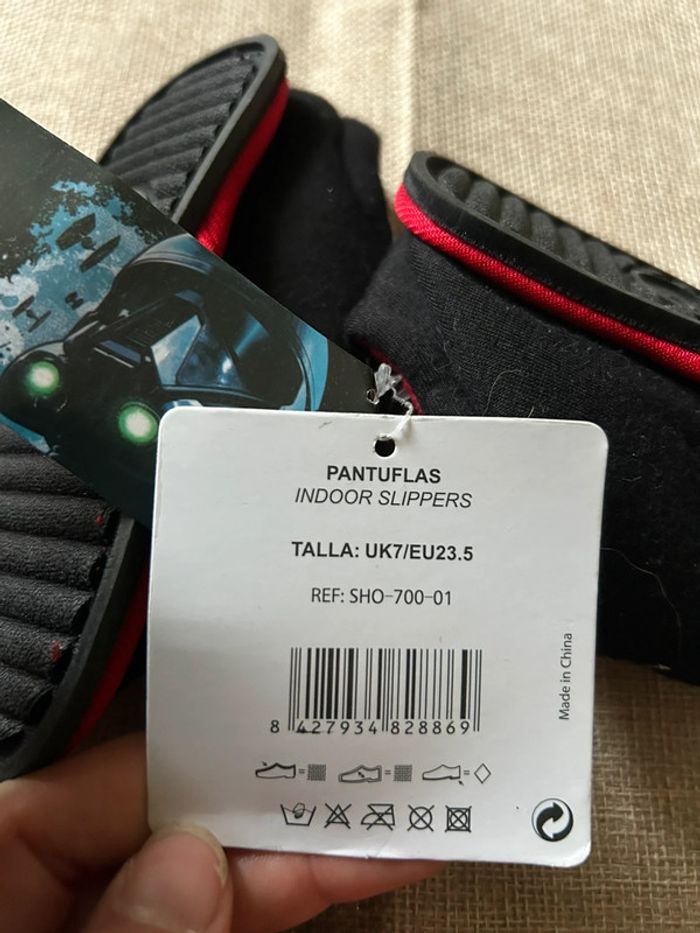 PANTUFLAS
INDOOR SLIPPERS
TALLA: UK7/EU23.5
REF: SHO-700-01
8 427934 828869
Made in China